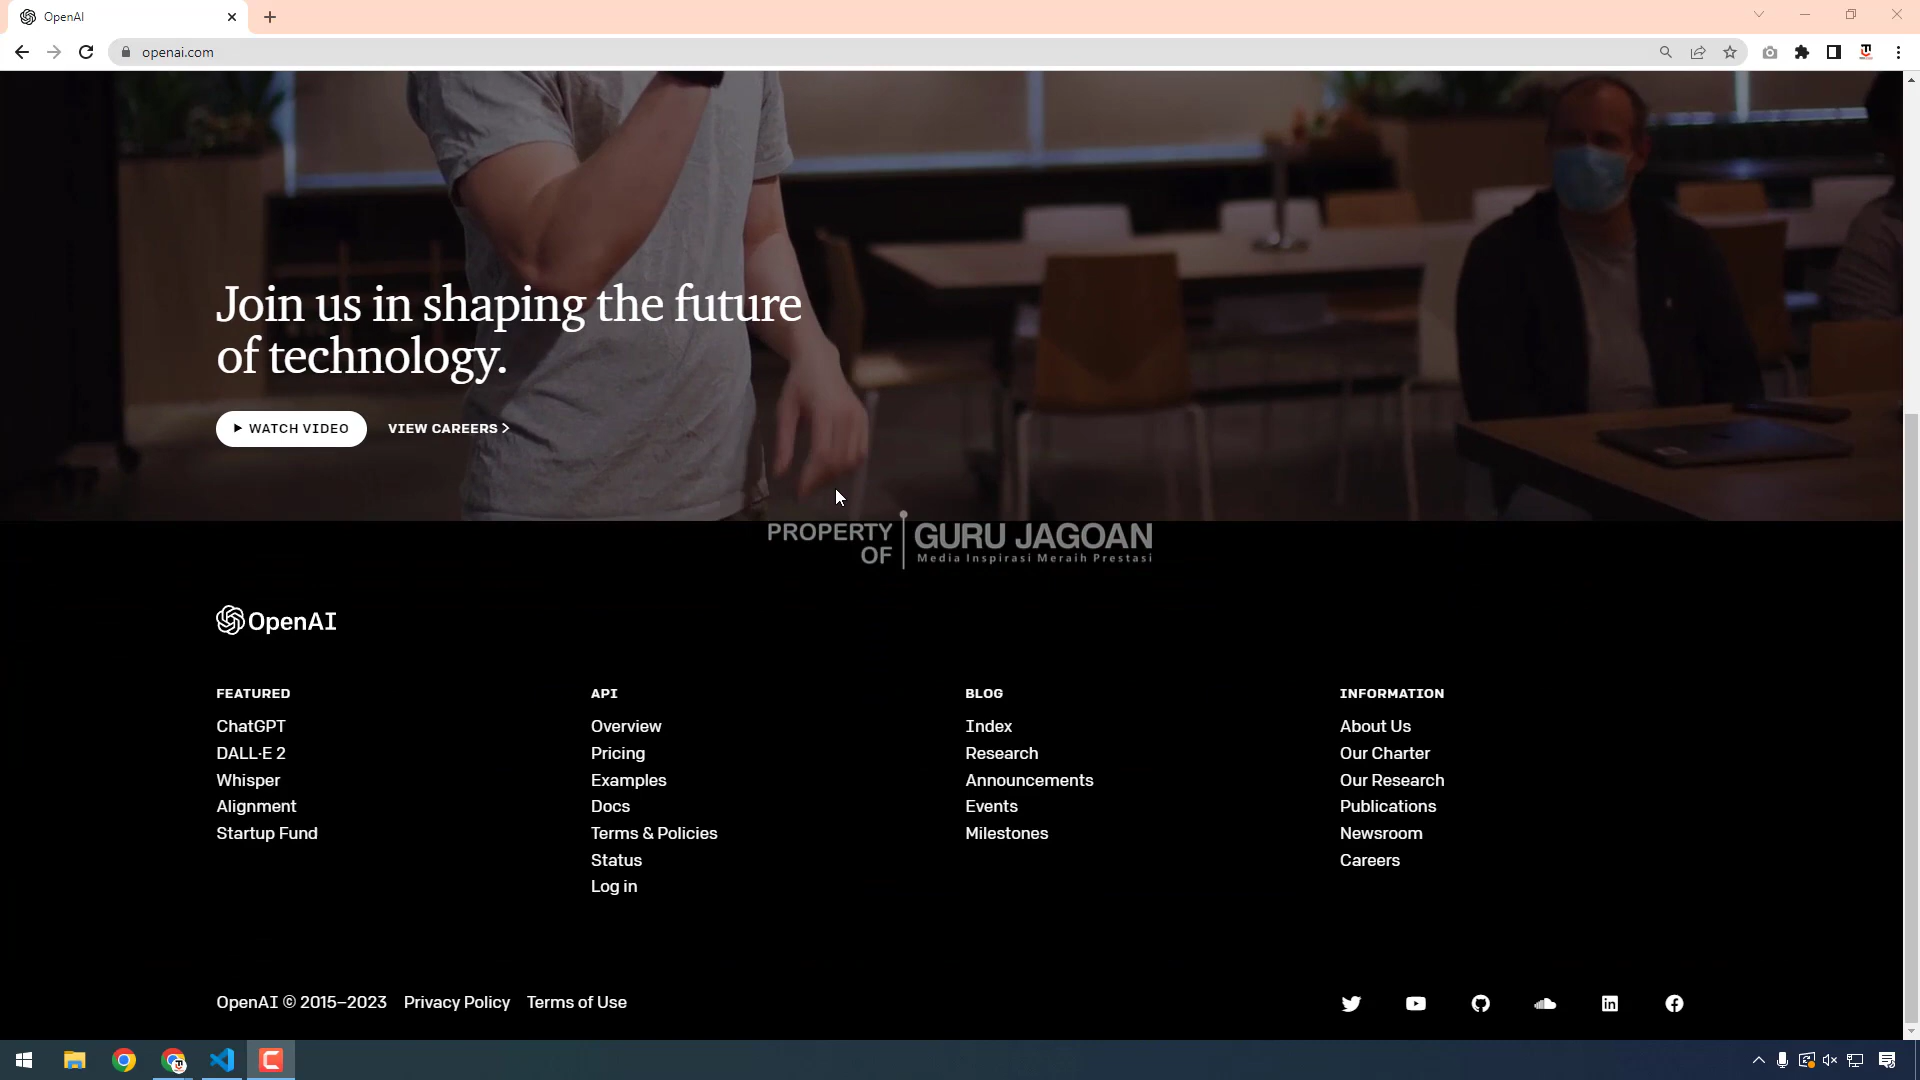 OpenAI
openai.com
Join us in shaping the future
of technology.
WATCH VIDEO
VIEW CAREERS >
PROPERTY
OF
GURU JAGOAN
Media Inspirasi Meraih Prestasi
OpenAI
FEATURED
ChatGPT
DALL·E 2
Whisper
Alignment
Startup Fund
API
Overview
Pricing
Examples
Docs
Terms & Policies
Status
Log in
BLOG
Index
Research
Announcements
Events
Milestones
INFORMATION
About Us
Our Charter
Our Research
Publications
Newsroom
Careers
OpenAI © 2015–2023 Privacy Policy Terms of Use